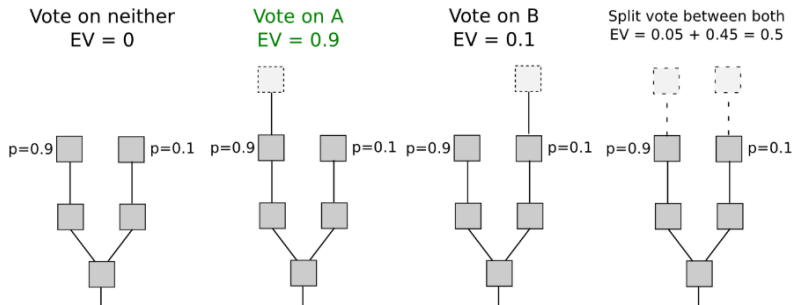 Vote on neither
EV = 0
Vote on A
EV = 0.9
Vote on B
EV = 0.1
Split vote between both
EV = 0.05 + 0.45 = 0.5
p=0.9
p=0.1
p=0.9
p=0.1
p=0.9
p=0.1
p=0.9
p=0.1